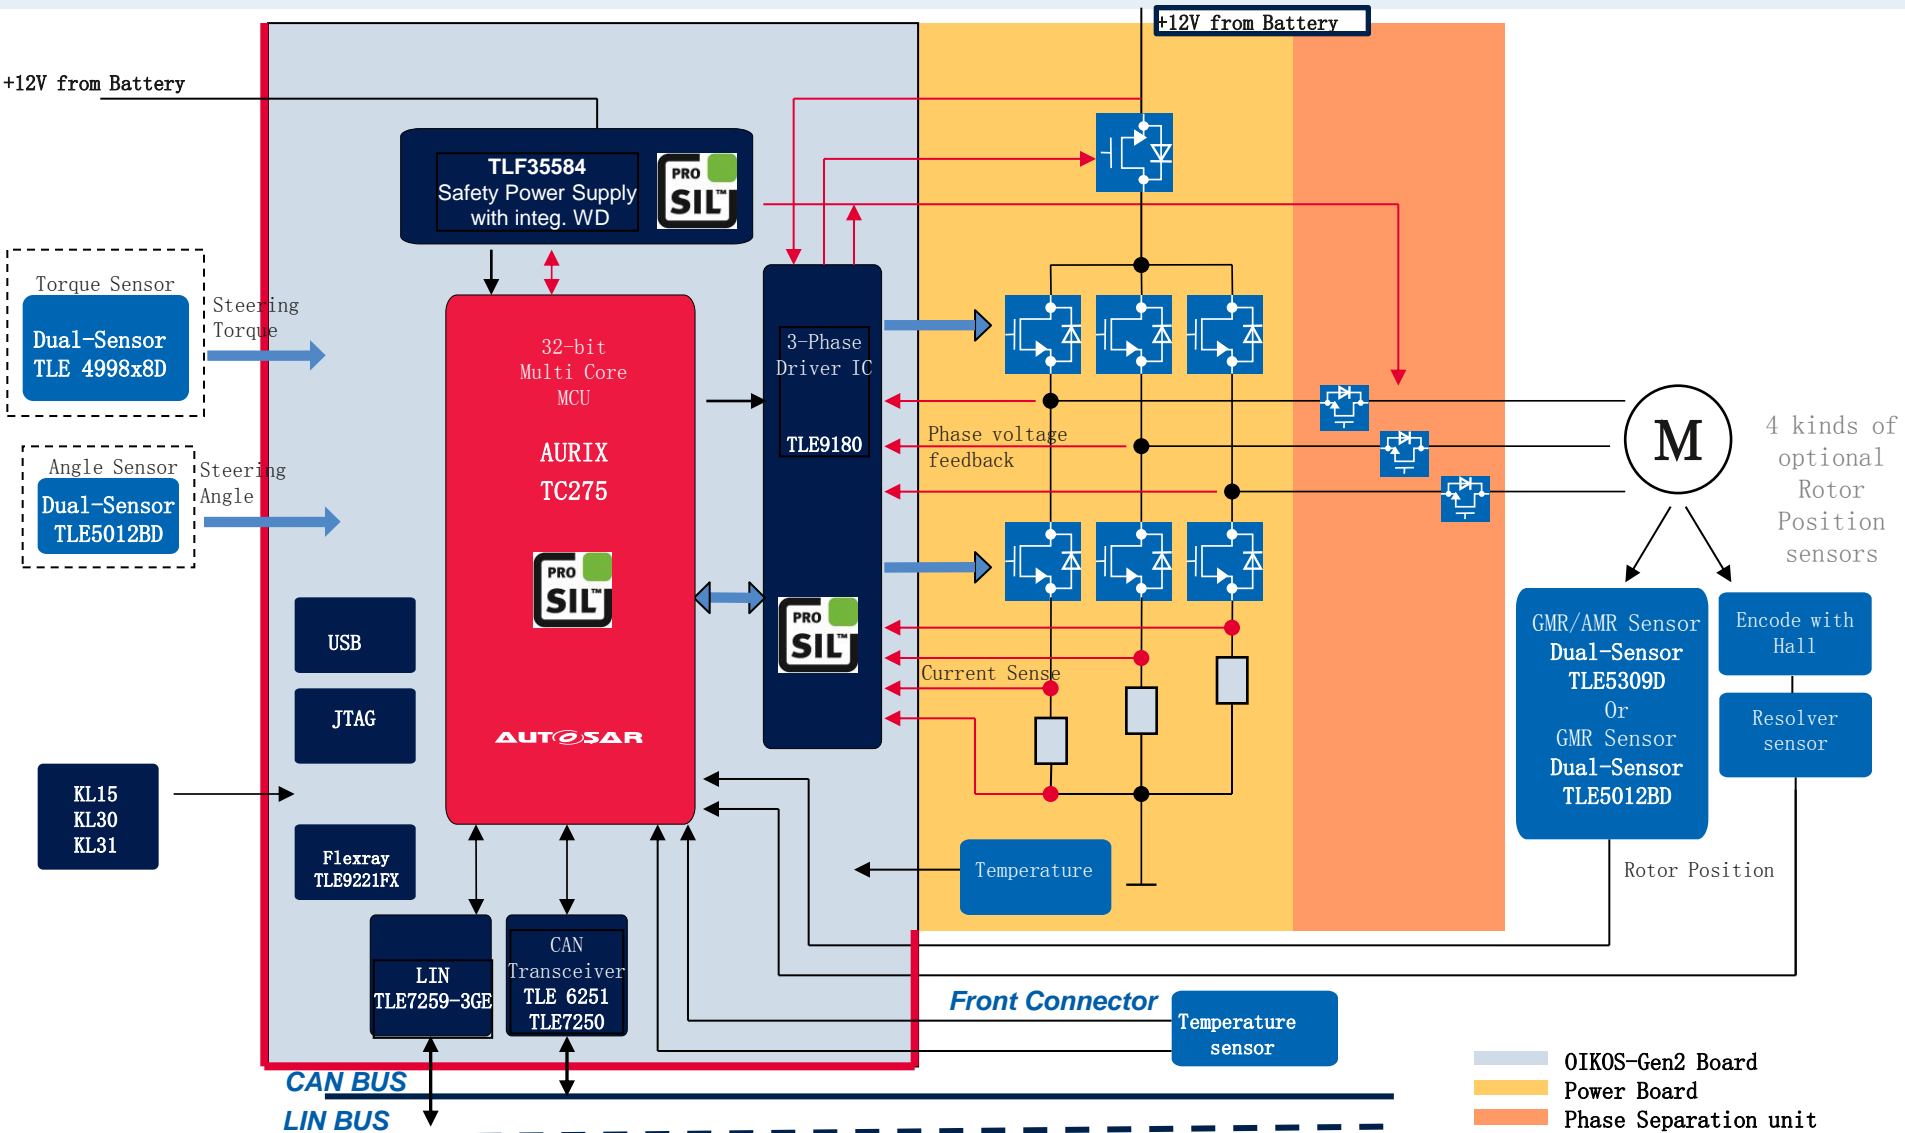 +12V from Battery
+12V from Battery
TLF35584
Safety Power Supply
with integ. WD
PRO
SIL™
Torque Sensor
Dual-Sensor
TLE 4998x8D
Steering
Torque
Angle Sensor
Dual-Sensor
TLE5012BD
Steering
Angle
32-bit
Multi Core
MCU
AURIX
TC275
PRO
SIL™
AUTOSAR
3-Phase
Driver IC
TLE9180
PRO
SIL™
Phase voltage
feedback
Current Sense
M
4 kinds of
optional
Rotor
Position
sensors
GMR/AMR Sensor
Dual-Sensor
TLE5309D
Or
GMR Sensor
Dual-Sensor
TLE5012BD
Encode with
Hall
Resolver
sensor
USB
JTAG
KL15
KL30
KL31
Flexray
TLE9221FX
Temperature
Rotor Position
LIN
TLE7259-3GE
CAN
Transceiver
TLE 6251
TLE7250
Front Connector
Temperature
sensor
CAN BUS
LIN BUS
OIKOS-Gen2 Board
Power Board
Phase Separation unit